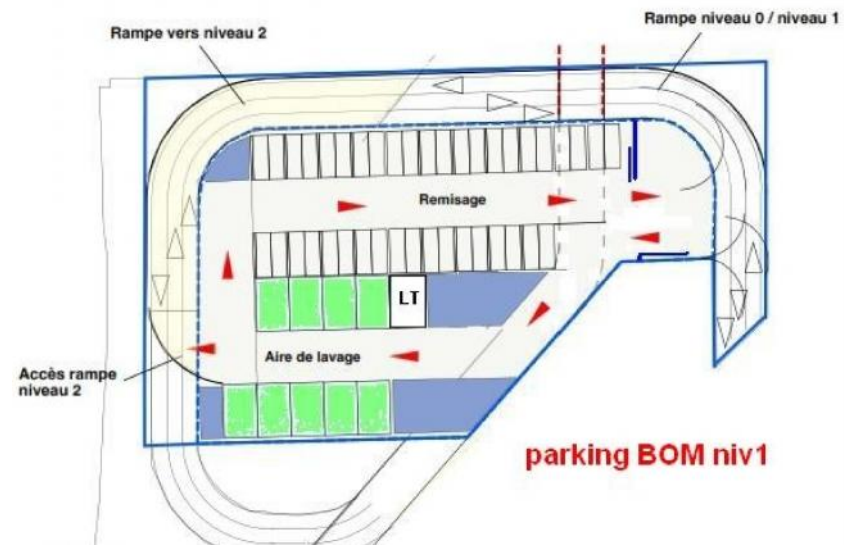 Rampe niveau 0 / niveau 1
Rampe vers niveau 2
Remisage
LT
Aire de lavage
Accès rampe
niveau 2
parking BOM niv1